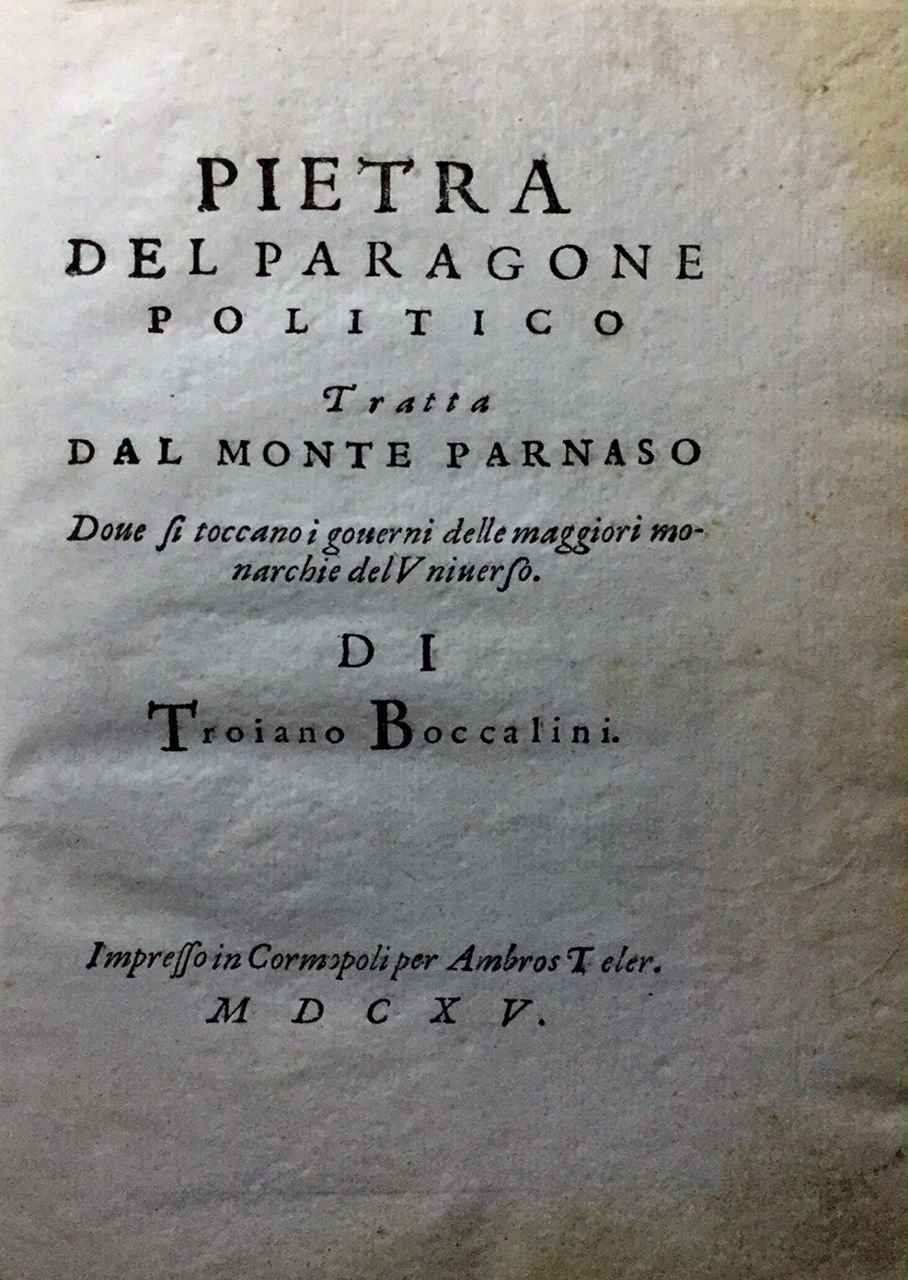 PIETRA
DEL PARAGONE
POLITICO
Tratta
DAL MONTE PARNASO
Doue ſi toccano i gouerni delle maggiori mo-
narchie del Vniuerſo.
DI
Troiano Boccalini.
Impreſſo in Cormopoli per Ambros Teler.
MDCXV.